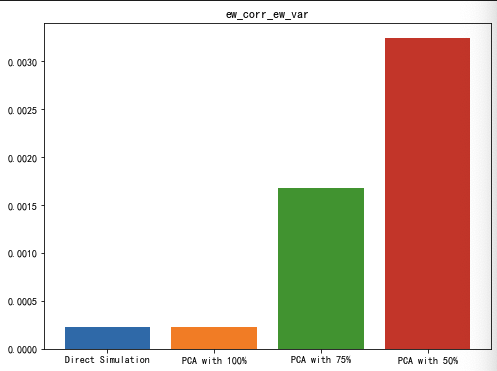 ew_corr_ew_var
0.0030
0.0025
0.0020
0.0015
0.0010
0.0005
0.0000
Direct Simulation
PCA with 100%
PCA with 75%
PCA with 50%